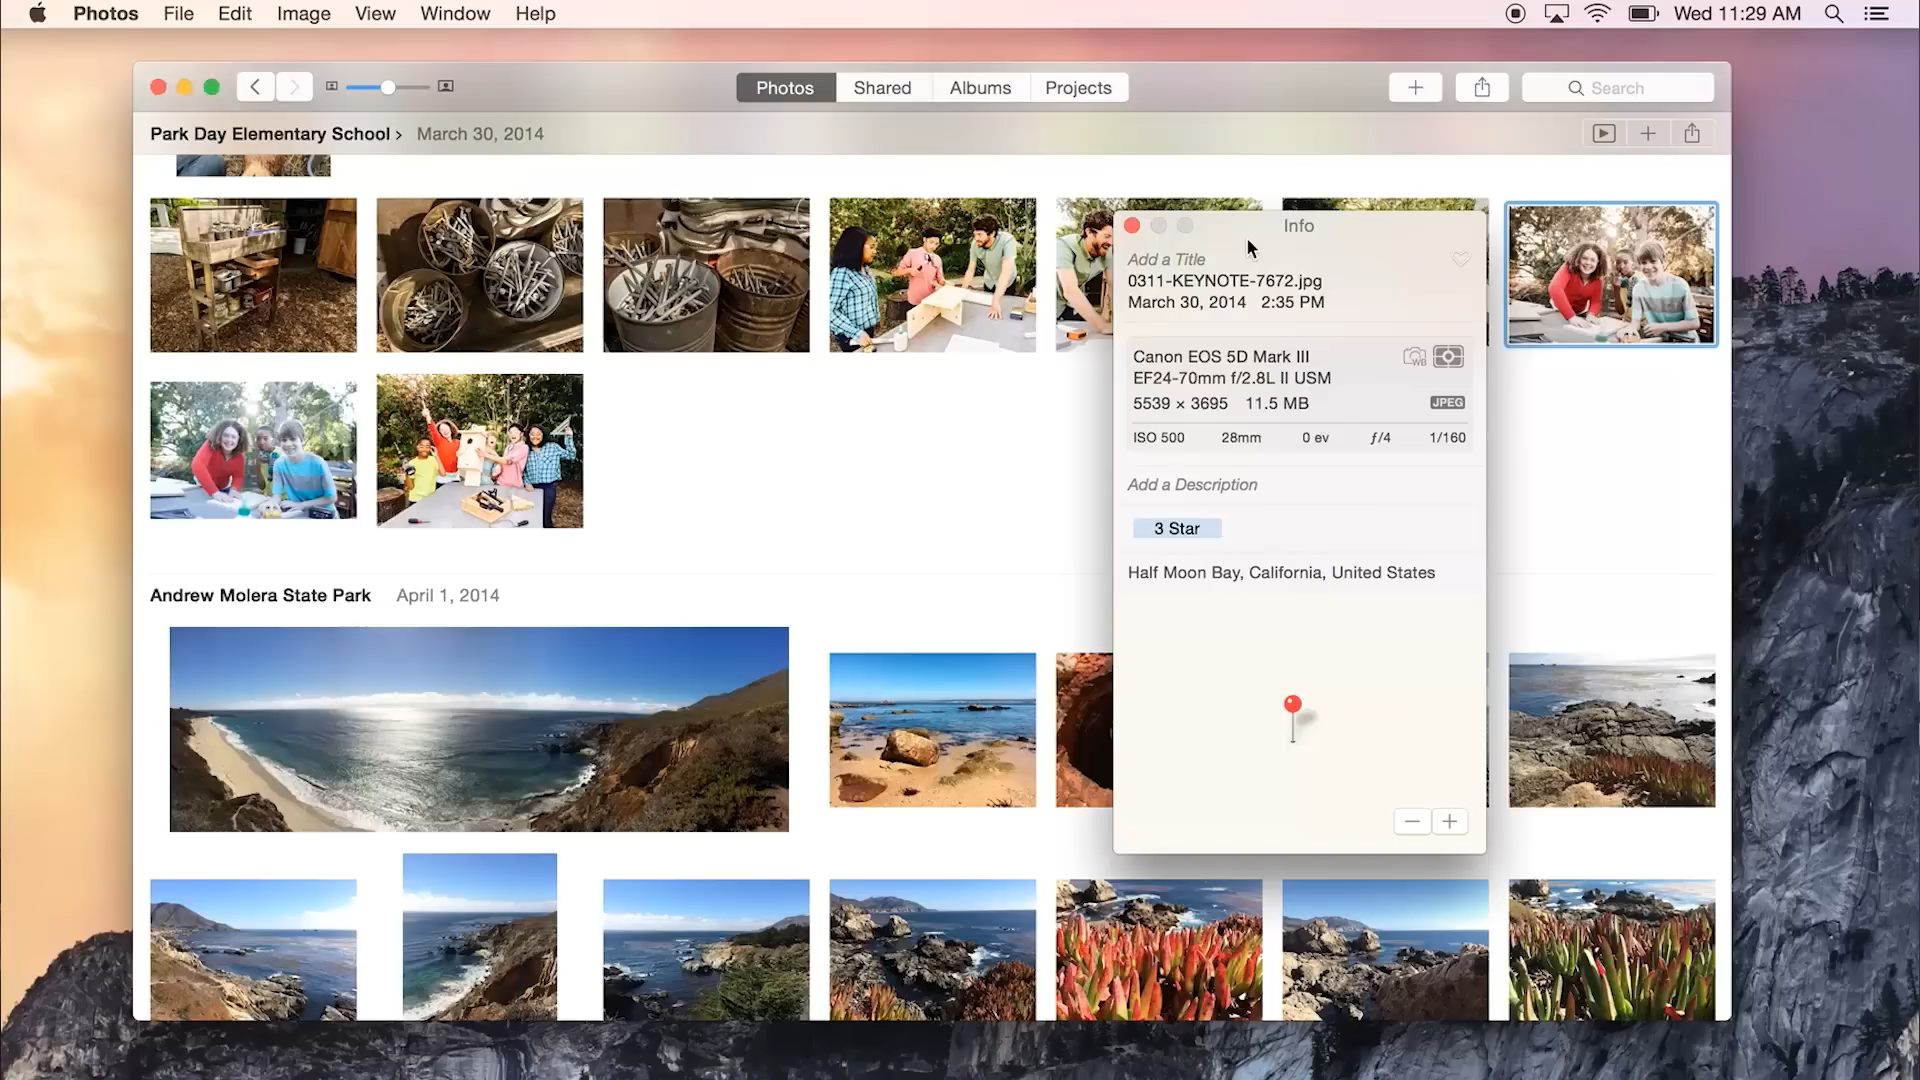 Photos File Edit Image View Window Help Wed 11:29 AM
Photos Shared Albums Projects Search
Park Day Elementary School › March 30, 2014
Info
Add a Title
0311-KEYNOTE-7672.jpg
March 30, 2014 2:35 PM
Canon EOS 5D Mark III WB
EF24-70mm f/2.8L II USM
5539 × 3695 11.5 MB JPEG
ISO 500 28mm 0 ev ƒ/4 1/160
Add a Description
3 Star
Half Moon Bay, California, United States
Andrew Molera State Park April 1, 2014